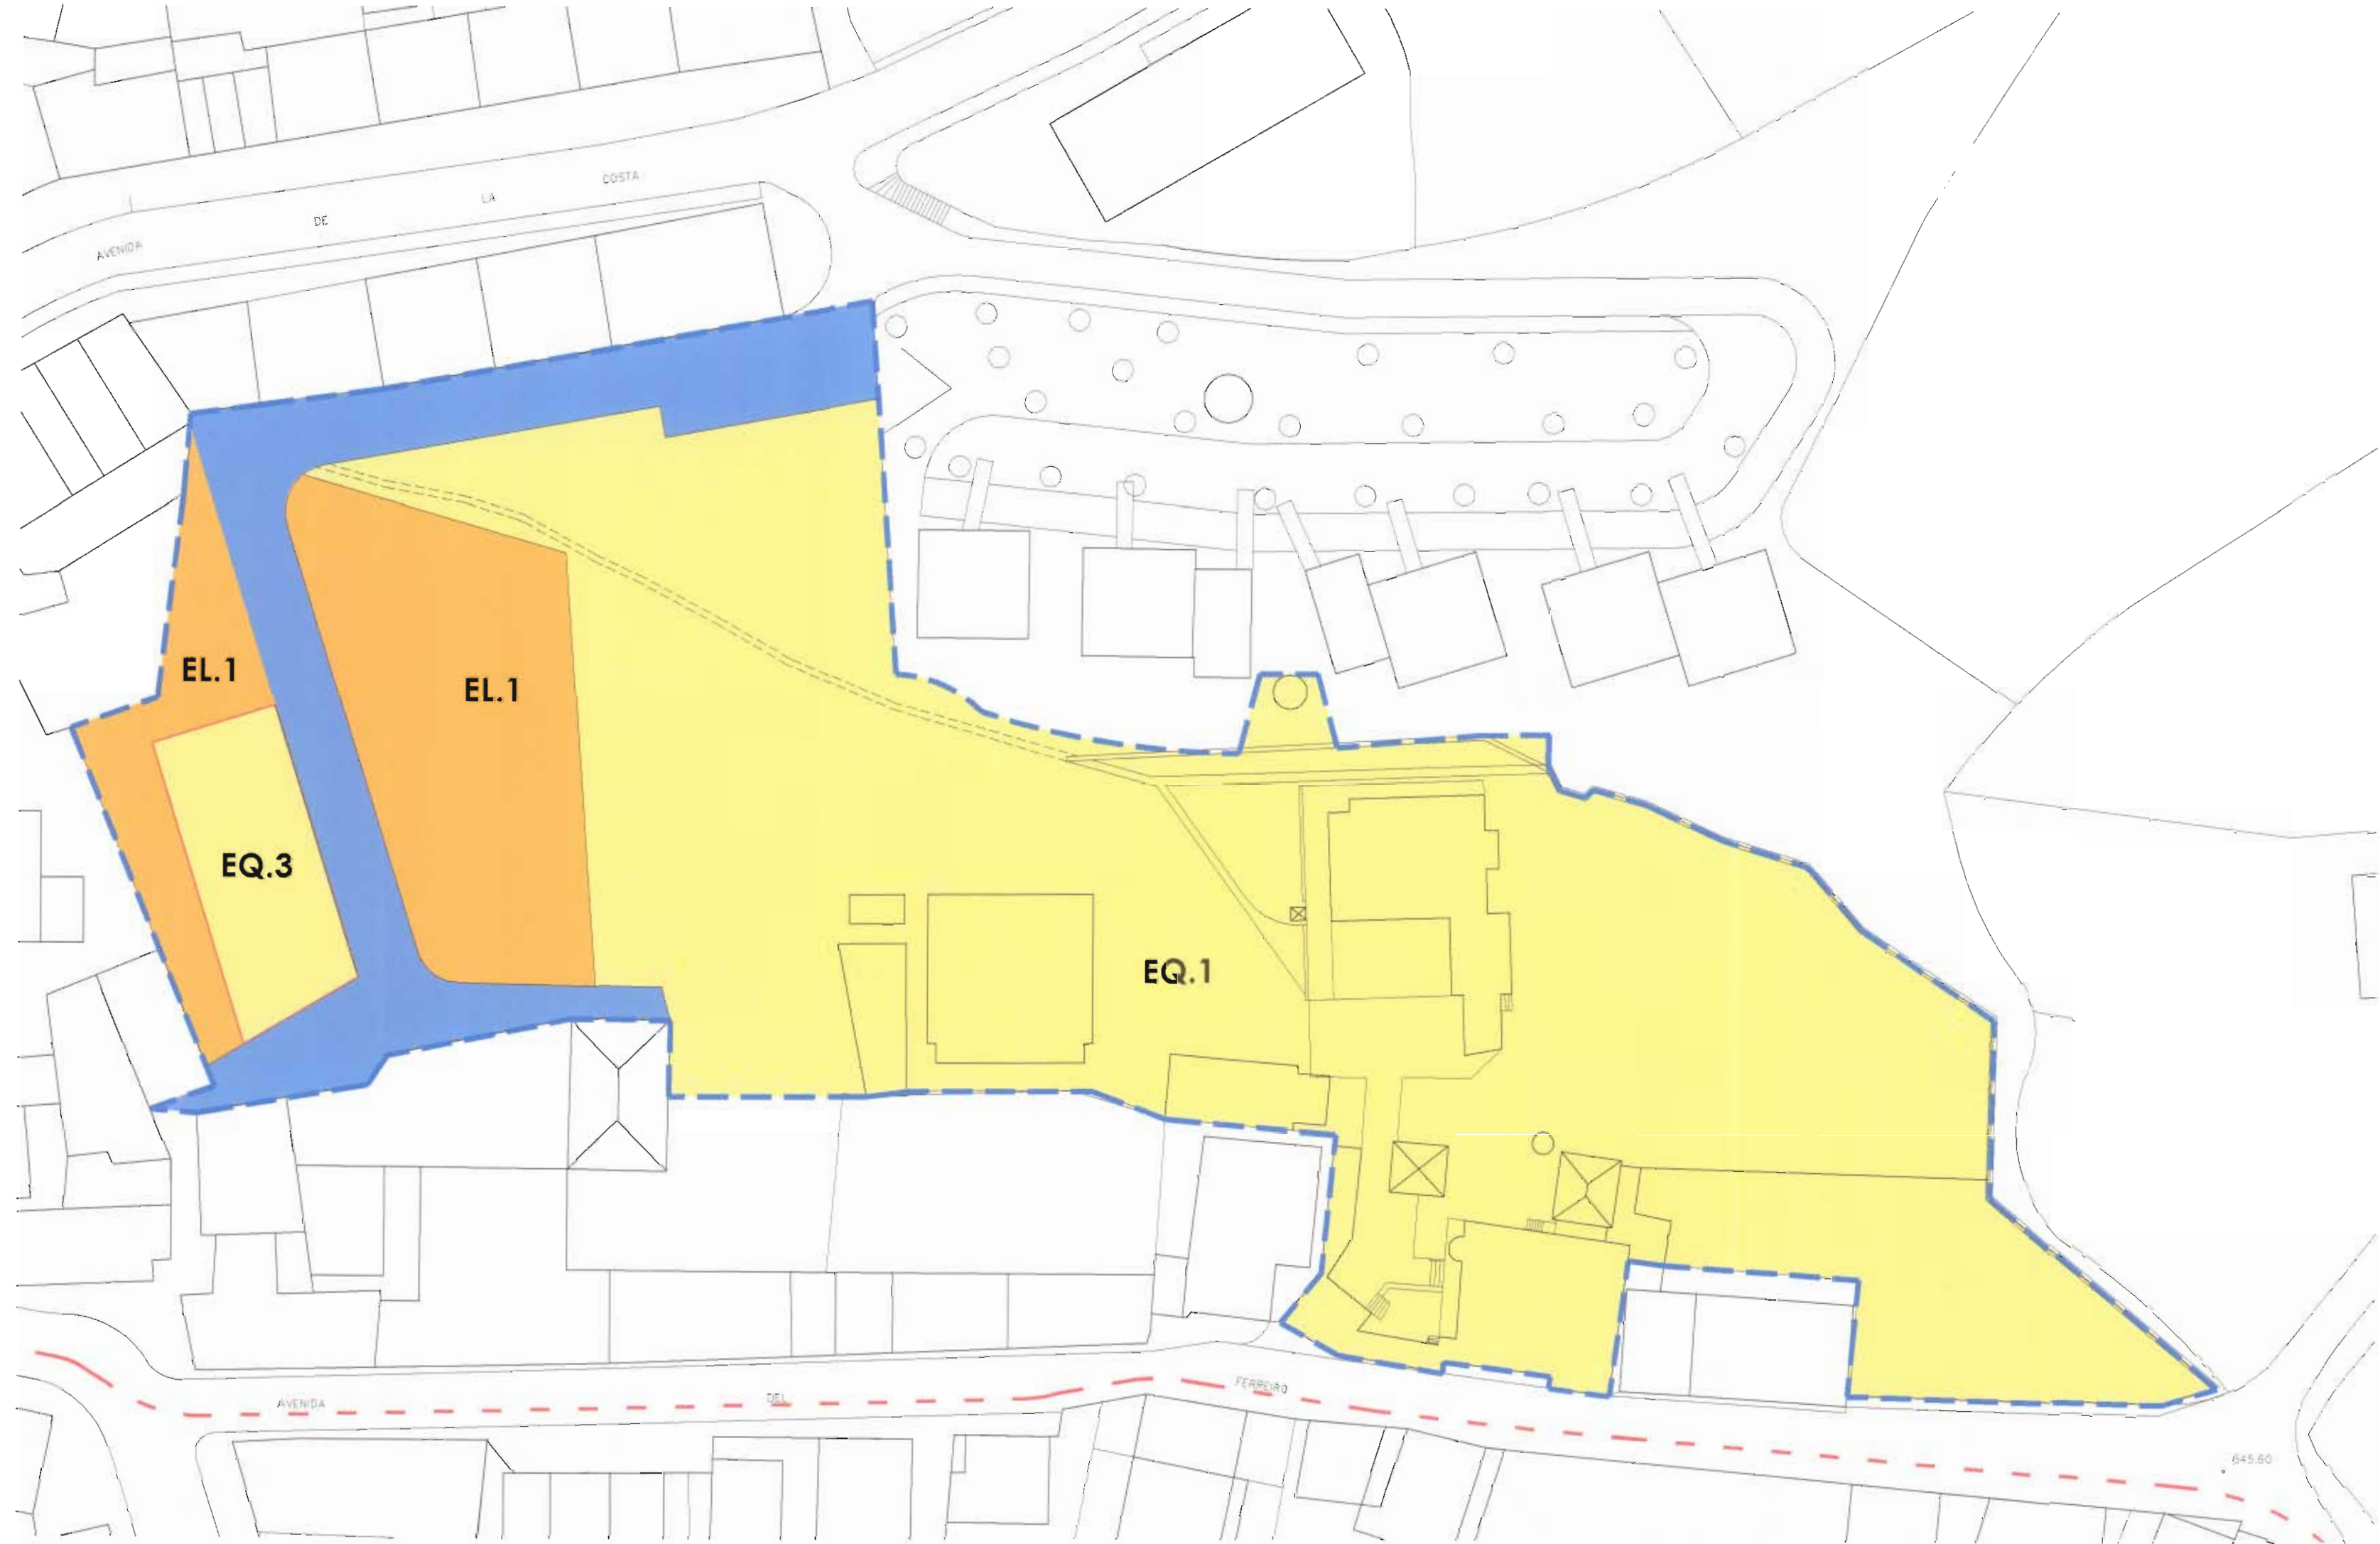 COSTA
LA
DE
AVENIDA
EL.1
EL.1
EQ.3
EQ.1
FERREIRO
DEL
AVENIDA
645.60